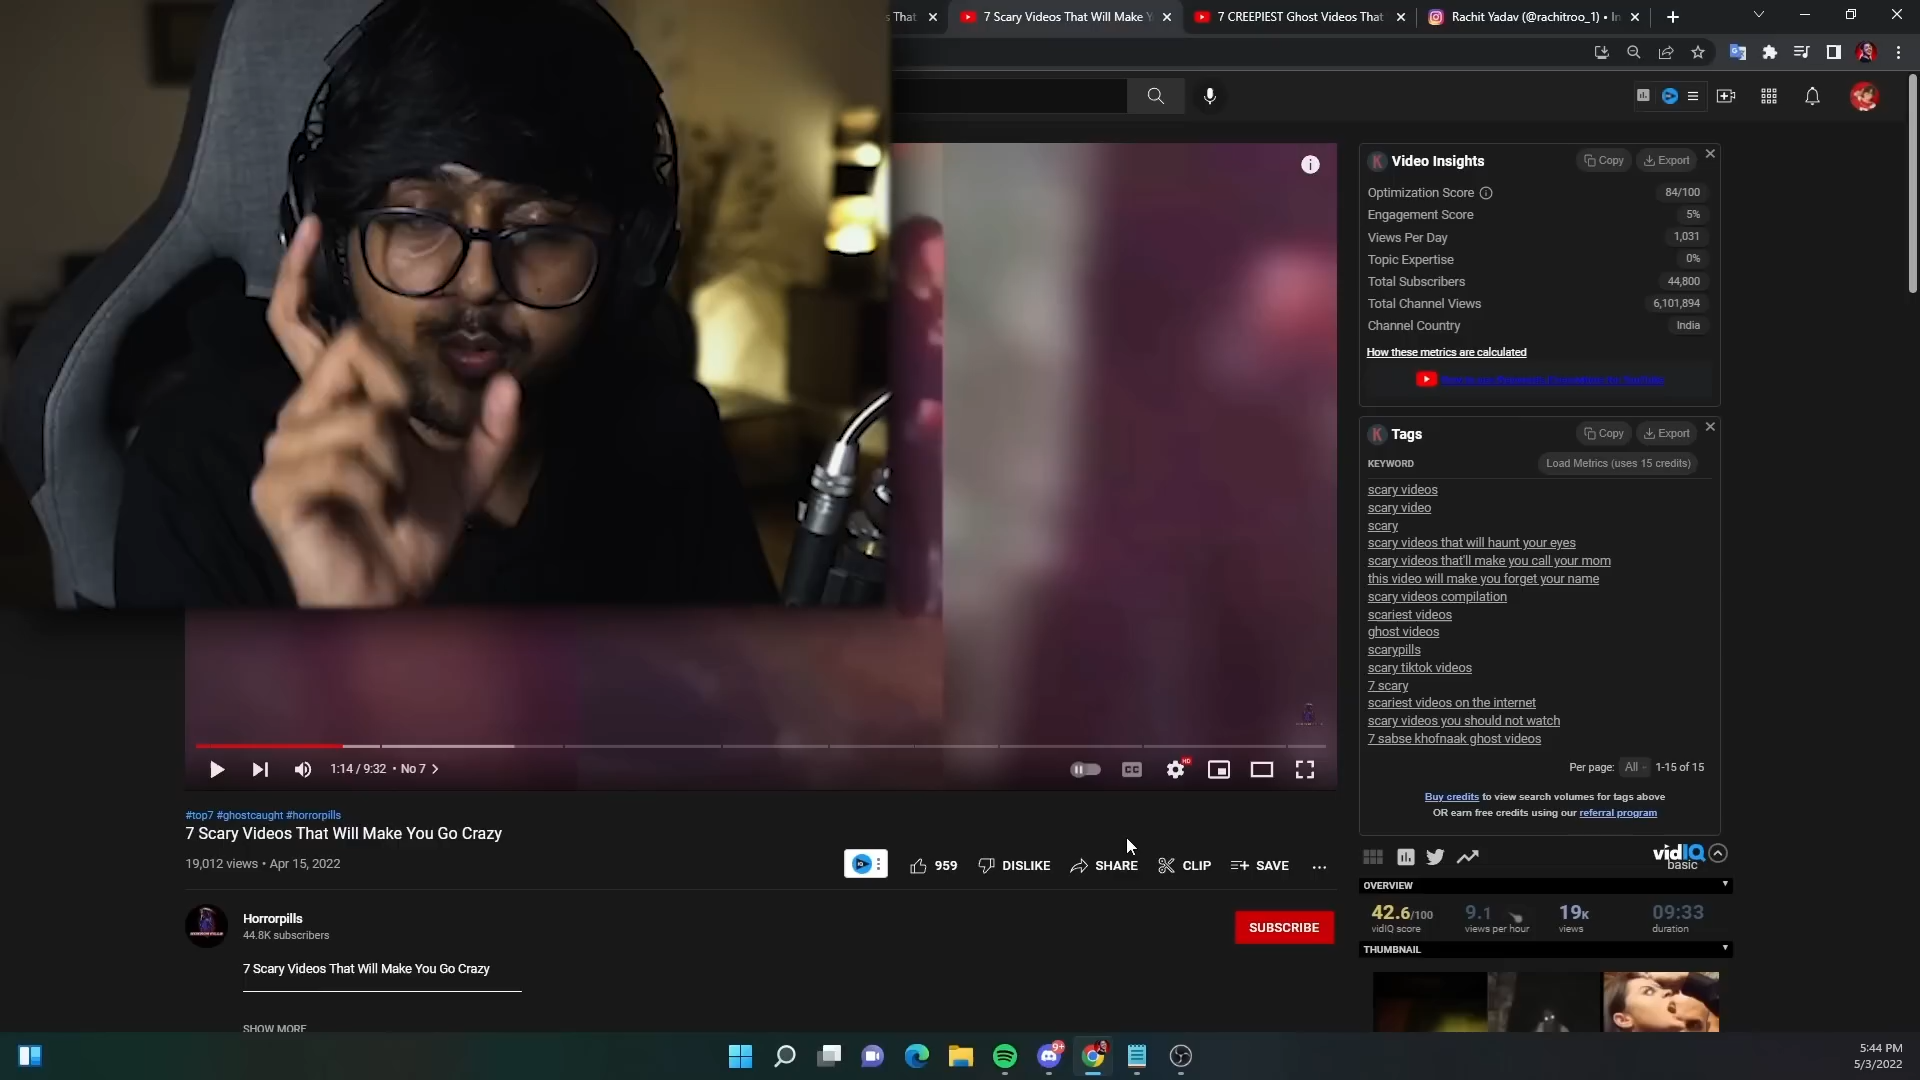 s That
7 Scary Videos That Will Make Y
7 CREEPIEST Ghost Videos That
Rachit Yadav (@rachitroo_1) • In
Video Insights
Copy
Export
Optimization Score
84/100
Engagement Score
5%
Views Per Day
1,031
Topic Expertise
0%
Total Subscribers
44,800
Total Channel Views
6,101,894
Channel Country
India
How these metrics are calculated
K Tags
Copy
Export
KEYWORD
Load Metrics (uses 15 credits)
scary videos
scary video
scary
scary videos that will haunt your eyes
scary videos that'll make you call your mom
this video will make you forget your name
scary videos compilation
scariest videos
ghost videos
scarypills
scary tiktok videos
7 scary
scariest videos on the internet
scary videos you should not watch
7 sabse khofnaak ghost videos
Per page: All 1-15 of 15
Buy credits to view search volumes for tags above
OR earn free credits using our referral program
1:14 / 9:32 • No 7
CC
HD
#top7 #ghostcaught #horrorpills
7 Scary Videos That Will Make You Go Crazy
19,012 views • Apr 15, 2022
959
DISLIKE
SHARE
CLIP
SAVE
vidIQ
basic
OVERVIEW
42.6/100
vidIQ score
9.1
views per hour
19K
views
09:33
duration
THUMBNAIL
Horrorpills
44.8K subscribers
SUBSCRIBE
7 Scary Videos That Will Make You Go Crazy
SHOW MORE
9+
5:44 PM
5/3/2022